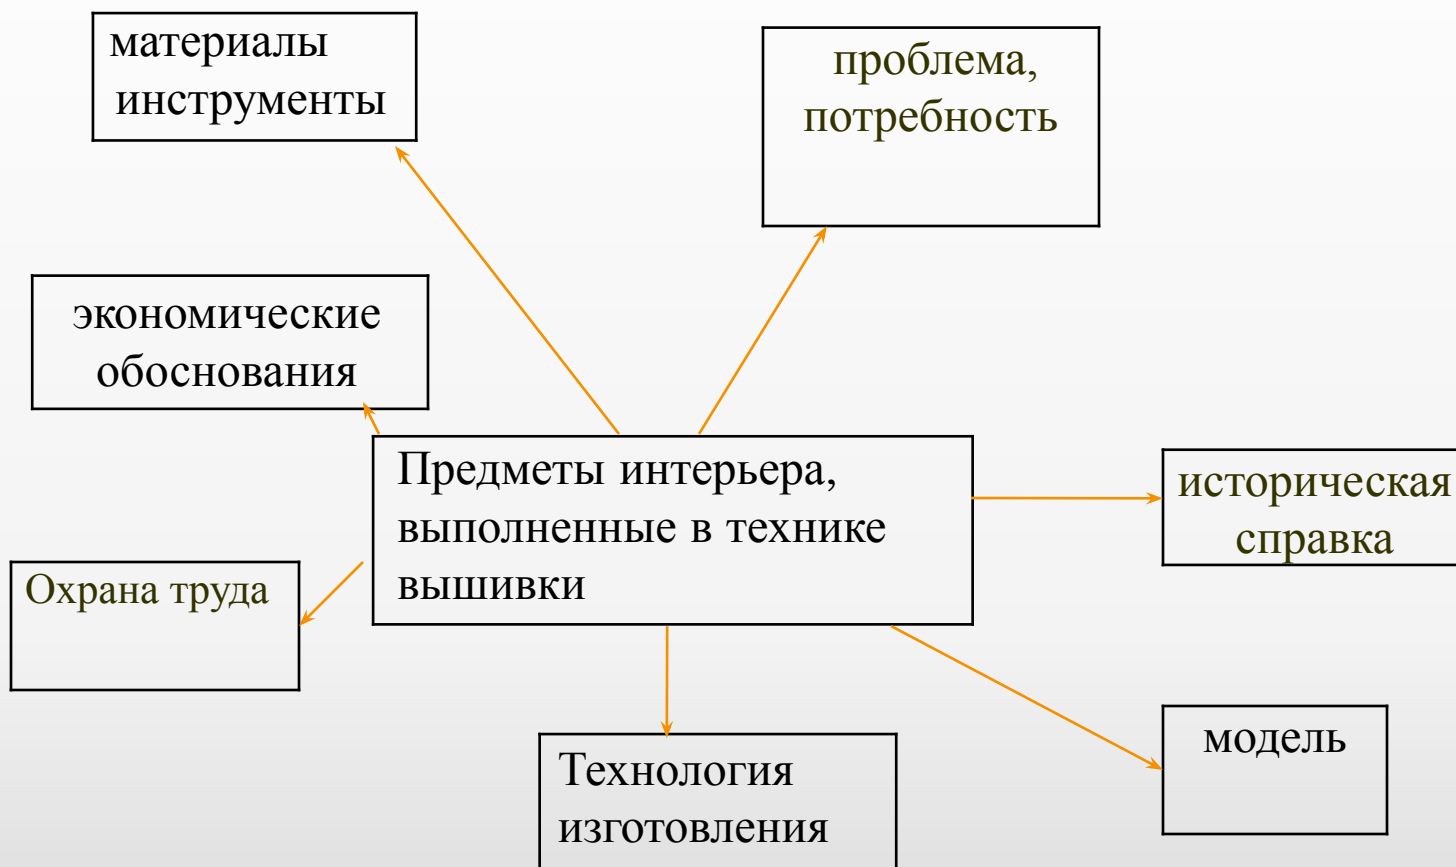 материалы
инструменты
проблема,
потребность
экономические
обоснования
Предметы интерьера,
выполненные в технике
вышивки
историческая
справка
Охрана труда
модель
Технология
изготовления